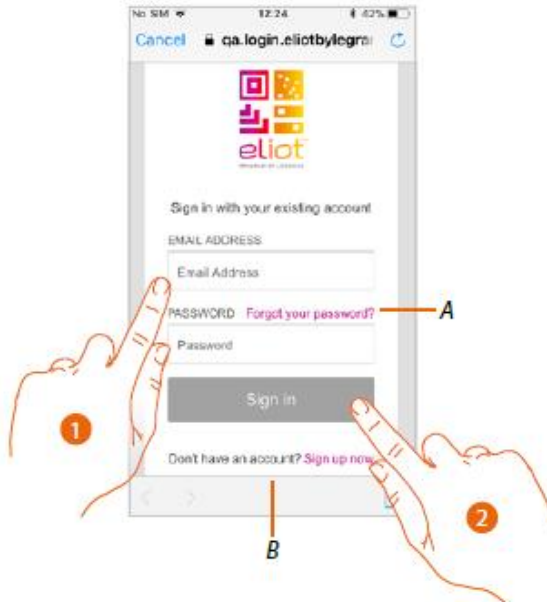 No SIM 12:24 42%
Cancel qa.login.eliotbylegra
eliot
Sign in with your existing account
EMAIL ADDRESS
Email Address
PASSWORD Forgot your password? A
Password
Sign in
1
Don't have an account? Sign up now
2
B